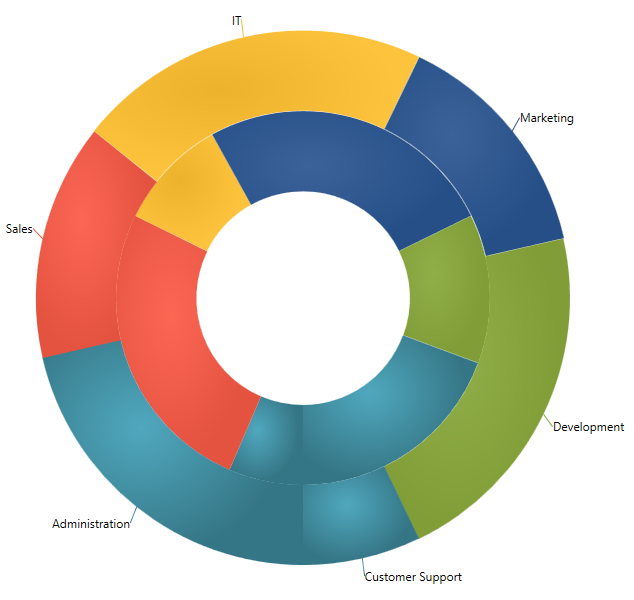 IT
Marketing
Sales
Development
Administration
Customer Support